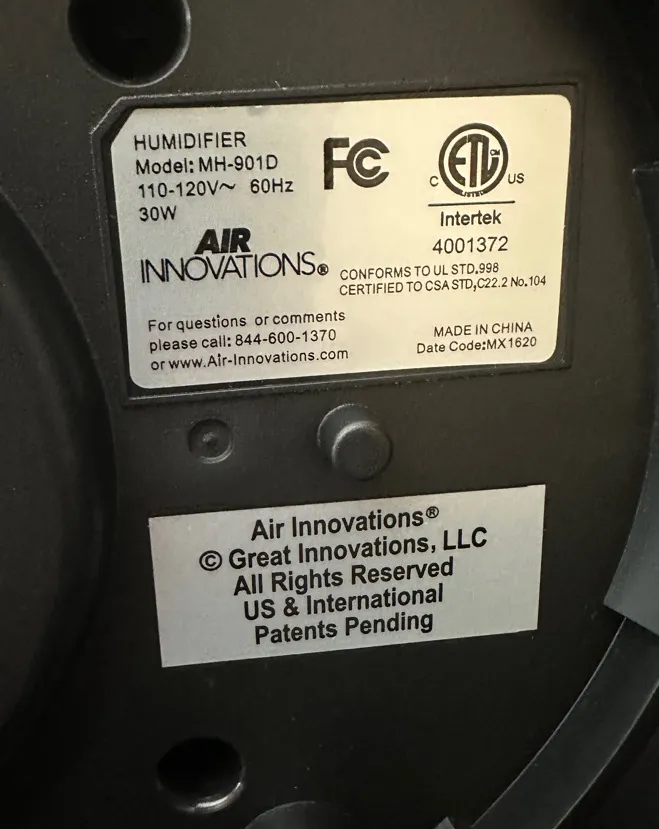 HUMIDIFIER
Model: MH-901D
110-120V~ 60Hz
30W
FC
ETL CM
LISTED
C US
Intertek
4001372
AIR
INNOVATIONS®
CONFORMS TO UL STD.998
CERTIFIED TO CSA STD,C22.2 No.104
For questions or comments
please call: 844-600-1370
or www.Air-Innovations.com
MADE IN CHINA
Date Code:MX1620
Air Innovations®
© Great Innovations, LLC
All Rights Reserved
US & International
Patents Pending